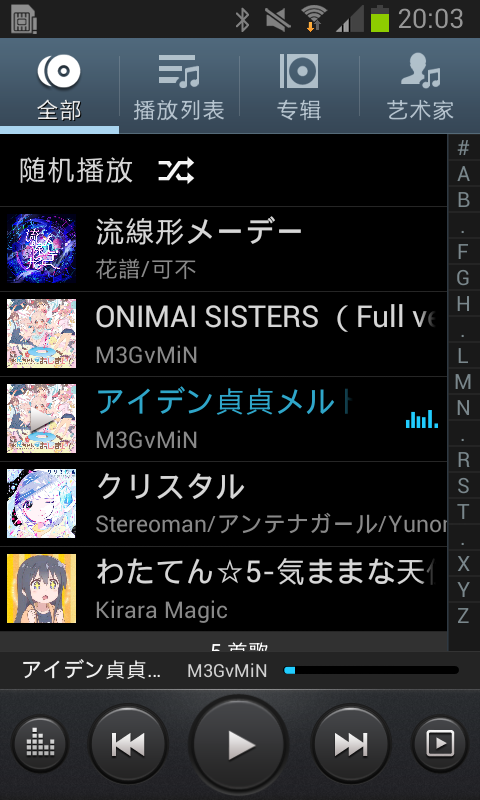 20:03
全部
播放列表
专辑
艺术家
随机播放
流線形メーデー
花譜/可不
ONIMAI SISTERS （Full ve
M3GvMiN
アイデン貞貞メルト
M3GvMiN
クリスタル
Stereoman/アンテナガール/Yunor
わたてん☆5-気ままな天使
Kirara Magic
5 首歌
#
A
B
.
F
G
H
.
L
M
N
.
R
S
T
.
X
Y
Z
アイデン貞貞…
M3GvMiN